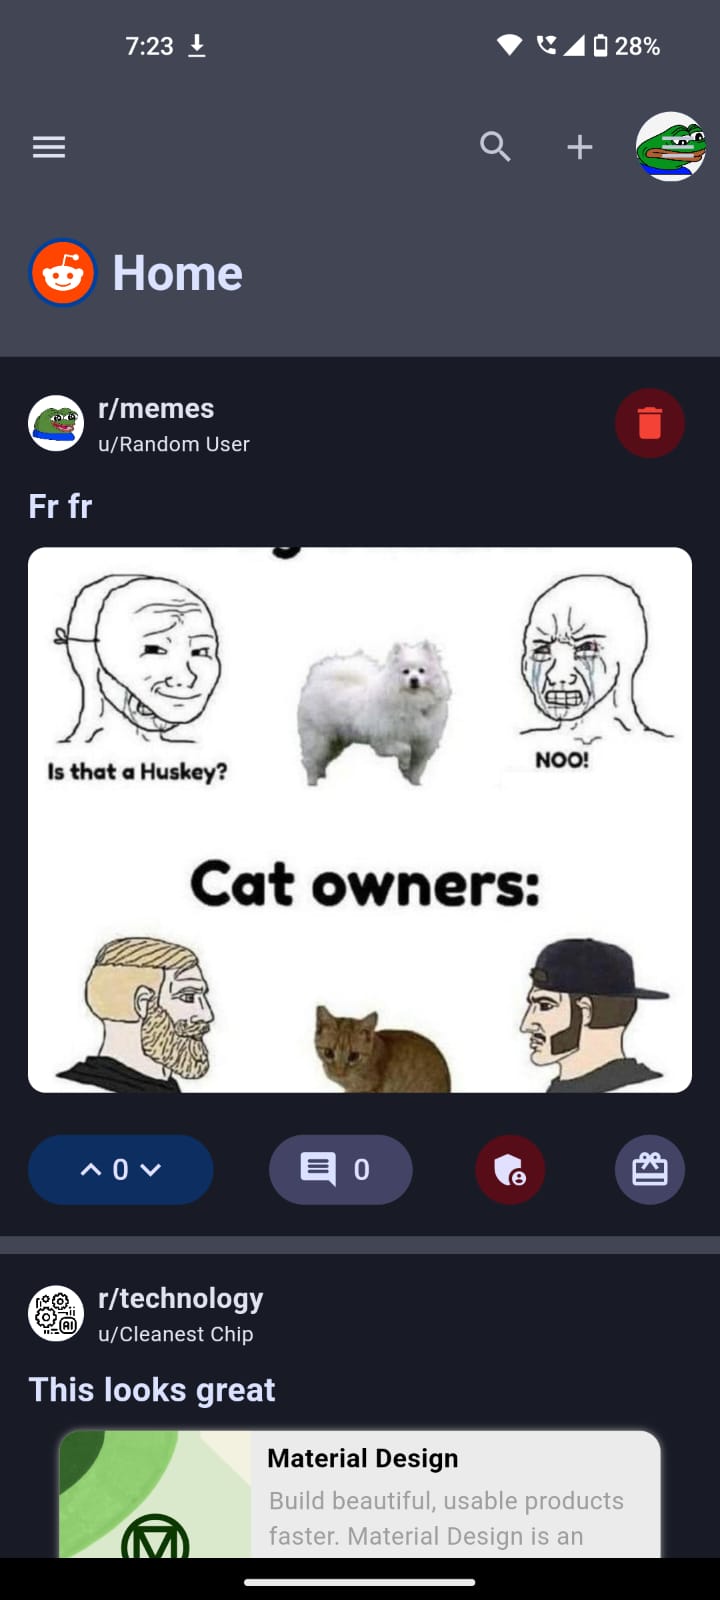 7:23
28%
Home
r/memes
u/Random User
Fr fr
Is that a Huskey?
NOO!
Cat owners:
0
0
r/technology
u/Cleanest Chip
AI
This looks great
Material Design
Build beautiful, usable products
faster. Material Design is an